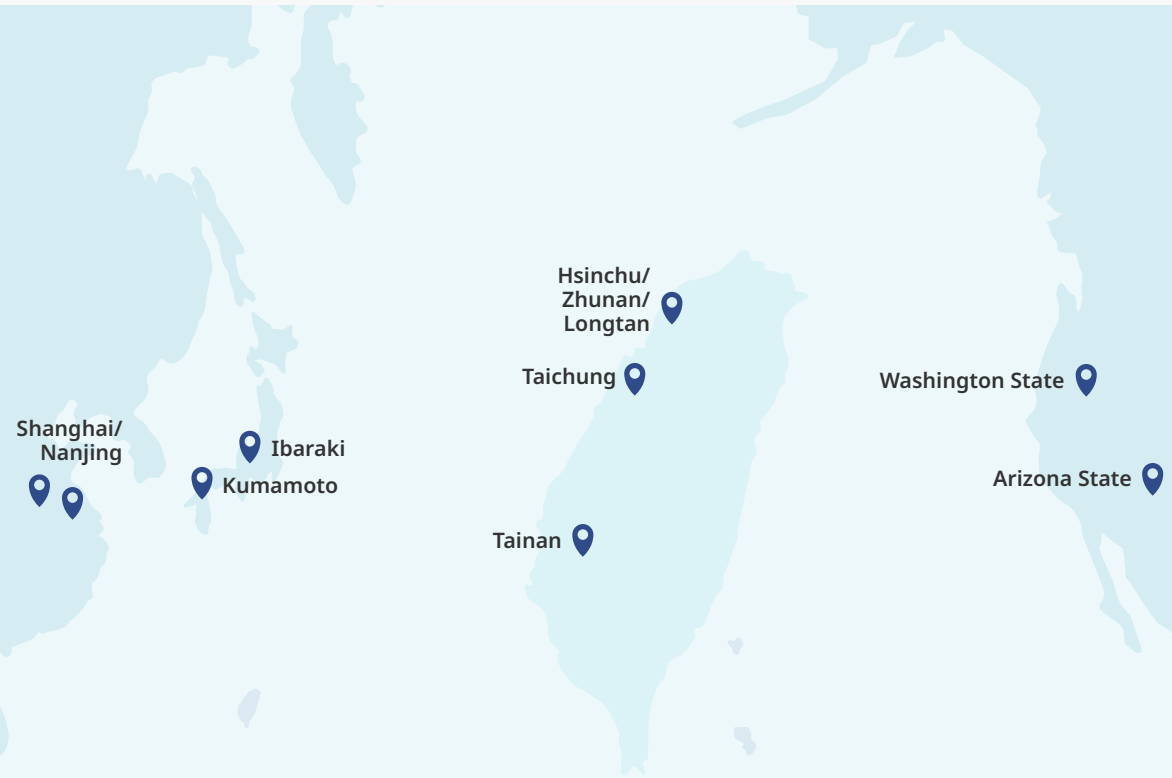 Hsinchu/
Zhunan/
Longtan
Taichung
Washington State
Shanghai/
Nanjing
Ibaraki
Kumamoto
Arizona State
Tainan